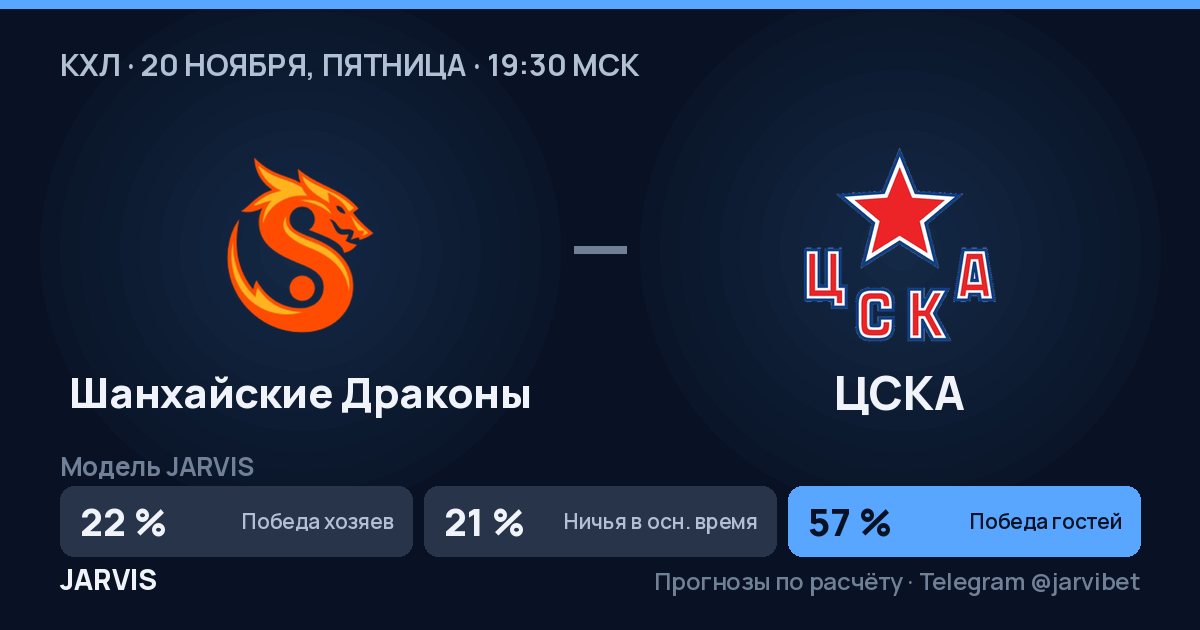 КХЛ · 20 НОЯБРЯ, ПЯТНИЦА · 19:30 МСК
ЦСКА
Шанхайские Драконы
—
ЦСКА
Модель JARVIS
22 % Победа хозяев
21 % Ничья в осн. время
57 % Победа гостей
JARVIS
Прогнозы по расчёту · Telegram @jarvibet